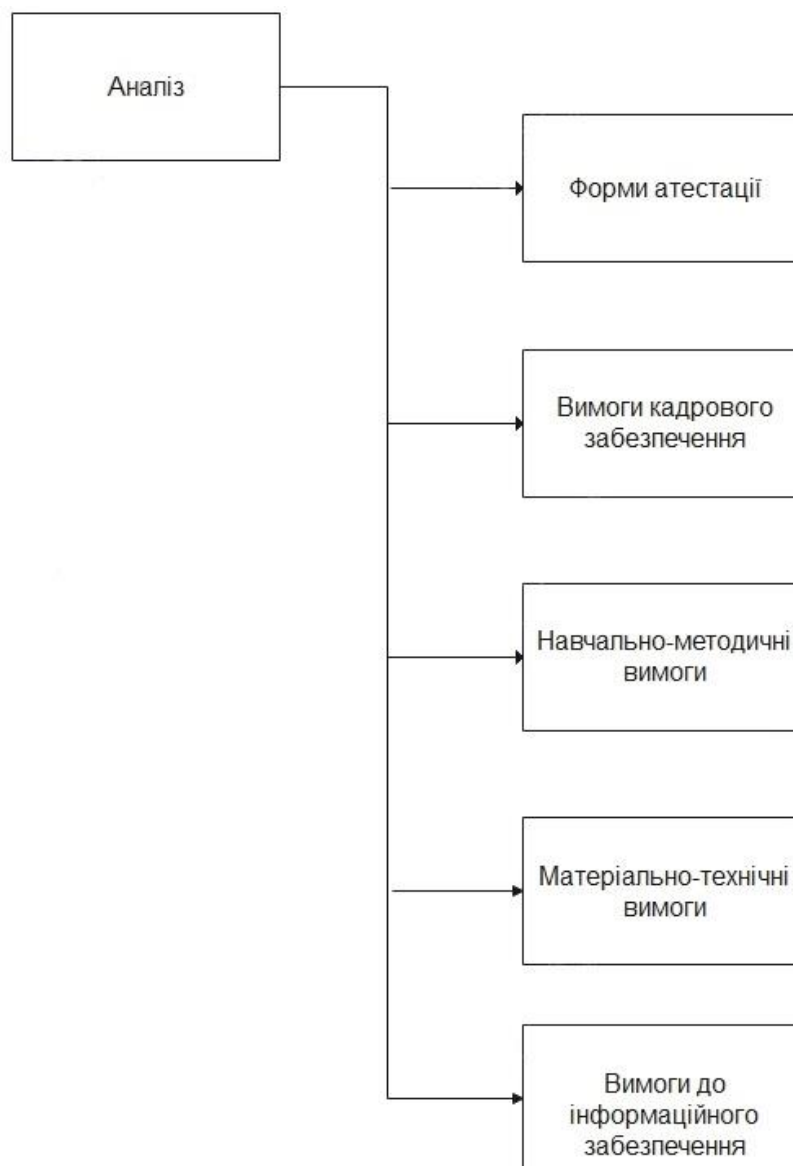 Аналіз
Форми атестації
Вимоги кадрового
забезпечення
Навчально-методичні
вимоги
Матеріально-технічні
вимоги
Вимоги до
інформаційного
забезпечення